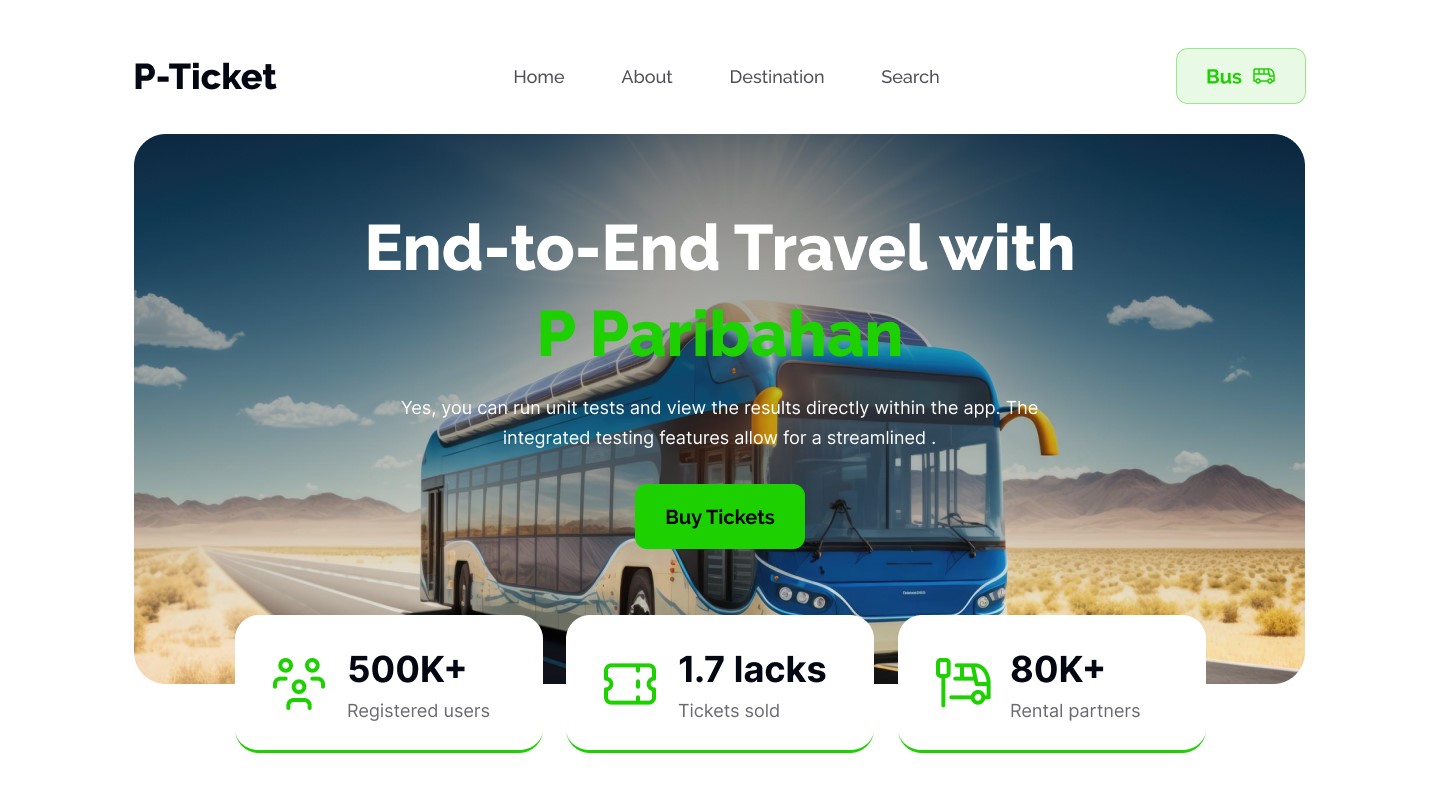 P-Ticket
Home
About
Destination
Search
Bus
End-to-End Travel with
P Paribahan
Yes, you can run unit tests and view the results directly within the app. The
integrated testing features allow for a streamlined .
Buy Tickets
500K+
Registered users
1.7 lacks
Tickets sold
80K+
Rental partners